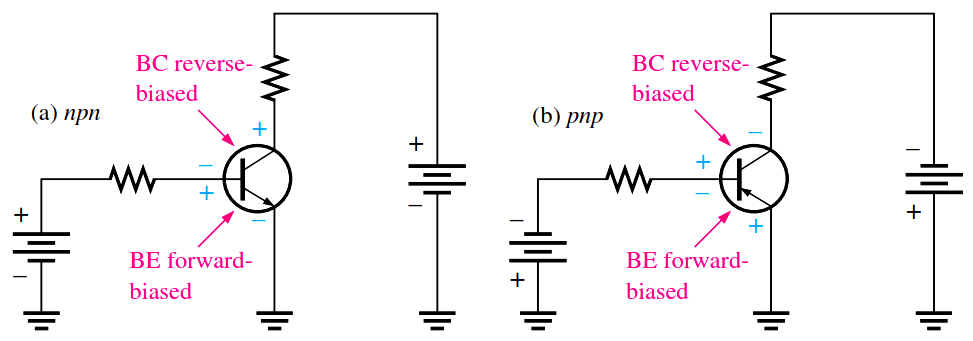 BC reverse-
biased
(a) npn
+
–
+
–
+
–
+
–
BE forward-
biased
BC reverse-
biased
(b) pnp
–
+
–
+
–
+
–
+
BE forward-
biased